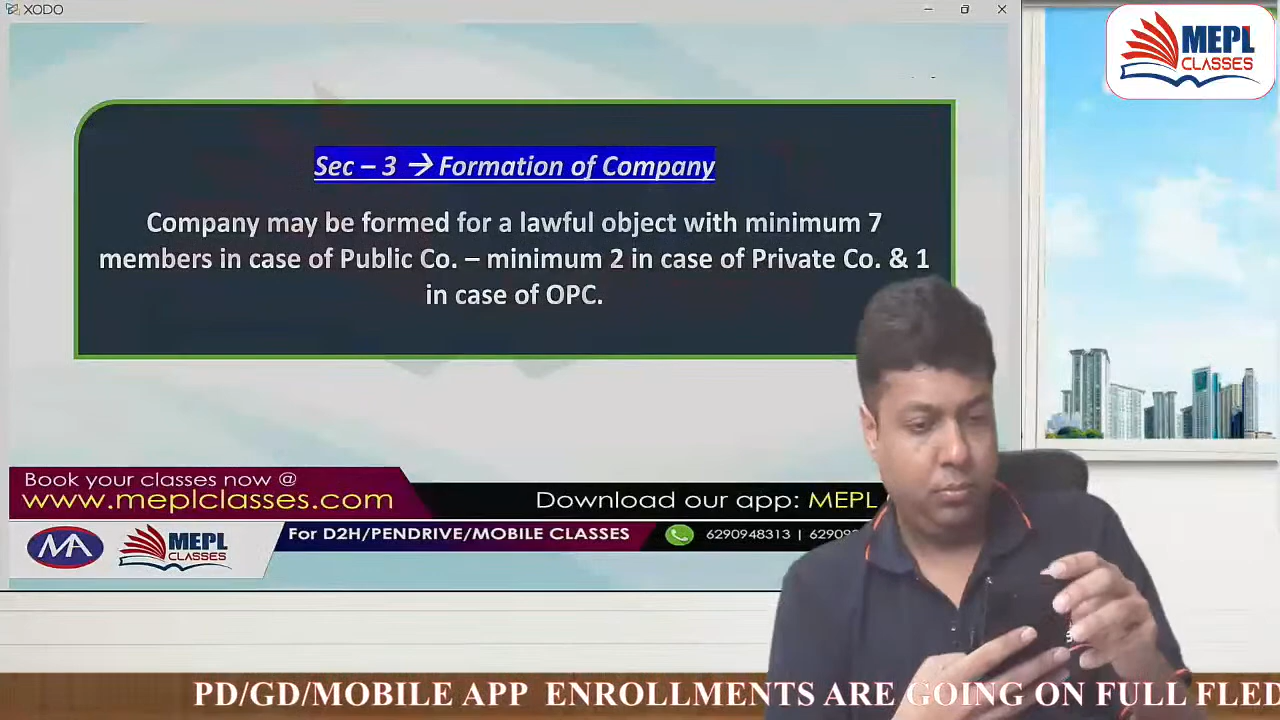 XODO
MEPL
CLASSES
Sec – 3 → Formation of Company
Company may be formed for a lawful object with minimum 7
members in case of Public Co. – minimum 2 in case of Private Co. & 1
in case of OPC.
Book your classes now @
www.meplclasses.com
Download our app: MEPL
MA
MEPL
CLASSES
For D2H/PENDRIVE/MOBILE CLASSES
6290948313 |
PD/GD/MOBILE APP ENROLLMENTS ARE GOING ON FULL FLED